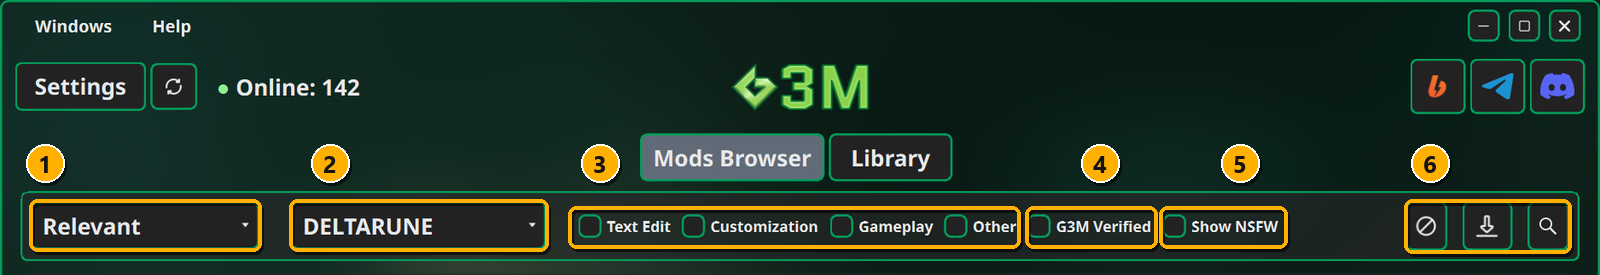 Windows Help
Settings Online: 142 G3M
Mods Browser Library
1 2 3 4 5 6
Relevant DELTARUNE Text Edit Customization Gameplay Other G3M Verified Show NSFW